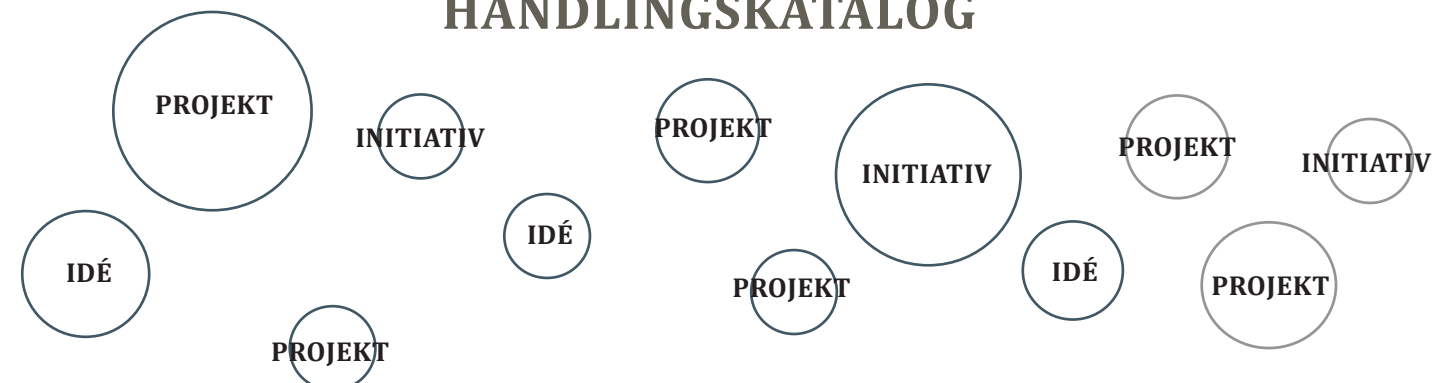 HANDLINGSKATALOG
PROJEKT
INITIATIV
PROJEKT
INITIATIV
PROJEKT
INITIATIV
IDÉ
IDÉ
PROJEKT
IDÉ
PROJEKT
PROJEKT